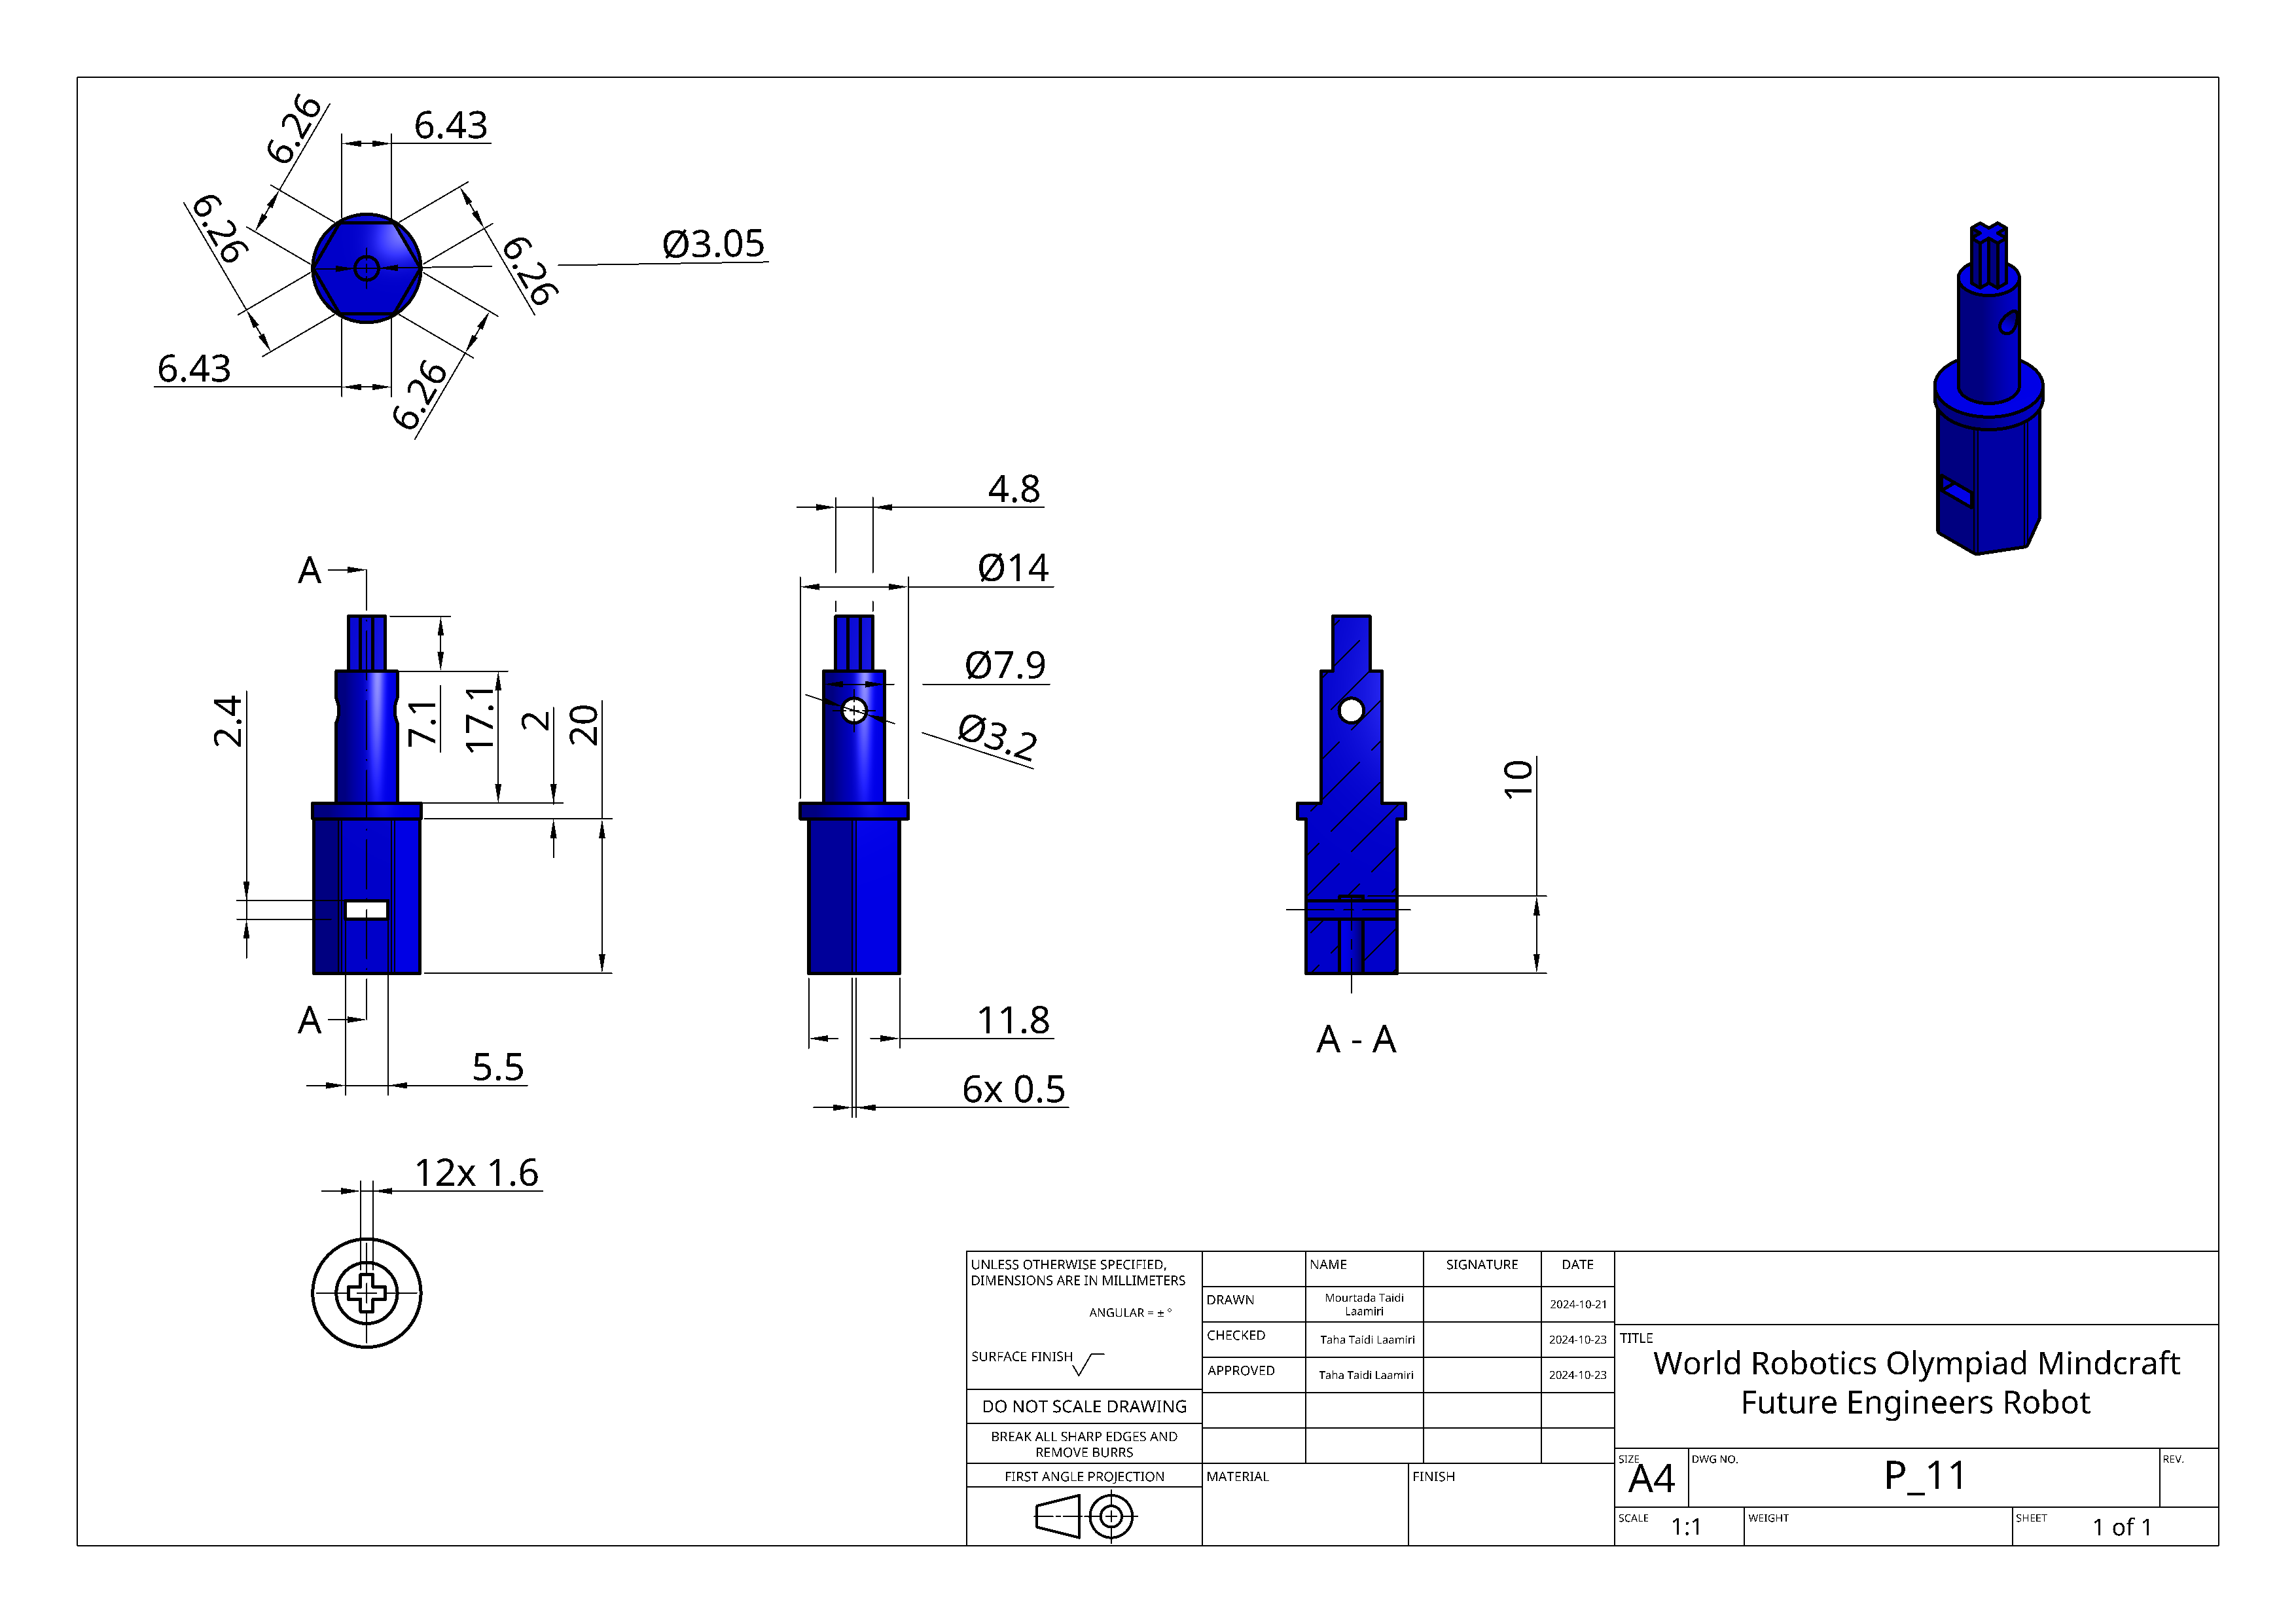 6.26
6.43
6.26
6.26
Ø3.05
6.43
6.26
4.8
A
Ø14
Ø7.9
2.4
7.1
17.1
2
20
Ø3.2
10
A
11.8
A - A
5.5
6x 0.5
12x 1.6
UNLESS OTHERWISE SPECIFIED,
DIMENSIONS ARE IN MILLIMETERS
ANGULAR = ± °
SURFACE FINISH
DO NOT SCALE DRAWING
BREAK ALL SHARP EDGES AND
REMOVE BURRS
FIRST ANGLE PROJECTION
NAME
SIGNATURE
DATE
DRAWN
Mourtada Taidi
Laamiri
2024-10-21
CHECKED
Taha Taidi Laamiri
2024-10-23
APPROVED
Taha Taidi Laamiri
2024-10-23
MATERIAL
FINISH
TITLE
World Robotics Olympiad Mindcraft
Future Engineers Robot
SIZE
A4
DWG NO.
P_11
REV.
SCALE
1:1
WEIGHT
SHEET
1 of 1